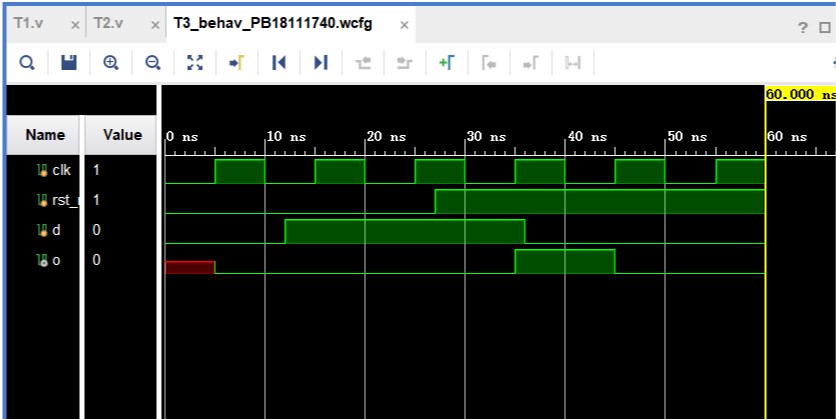 T1.v × T2.v × T3_behav_PB18111740.wcfg ×
?
60.000 ns
Name Value 0 ns 10 ns 20 ns 30 ns 40 ns 50 ns 60 ns
clk 1
rst_ 1
d 0
o 0